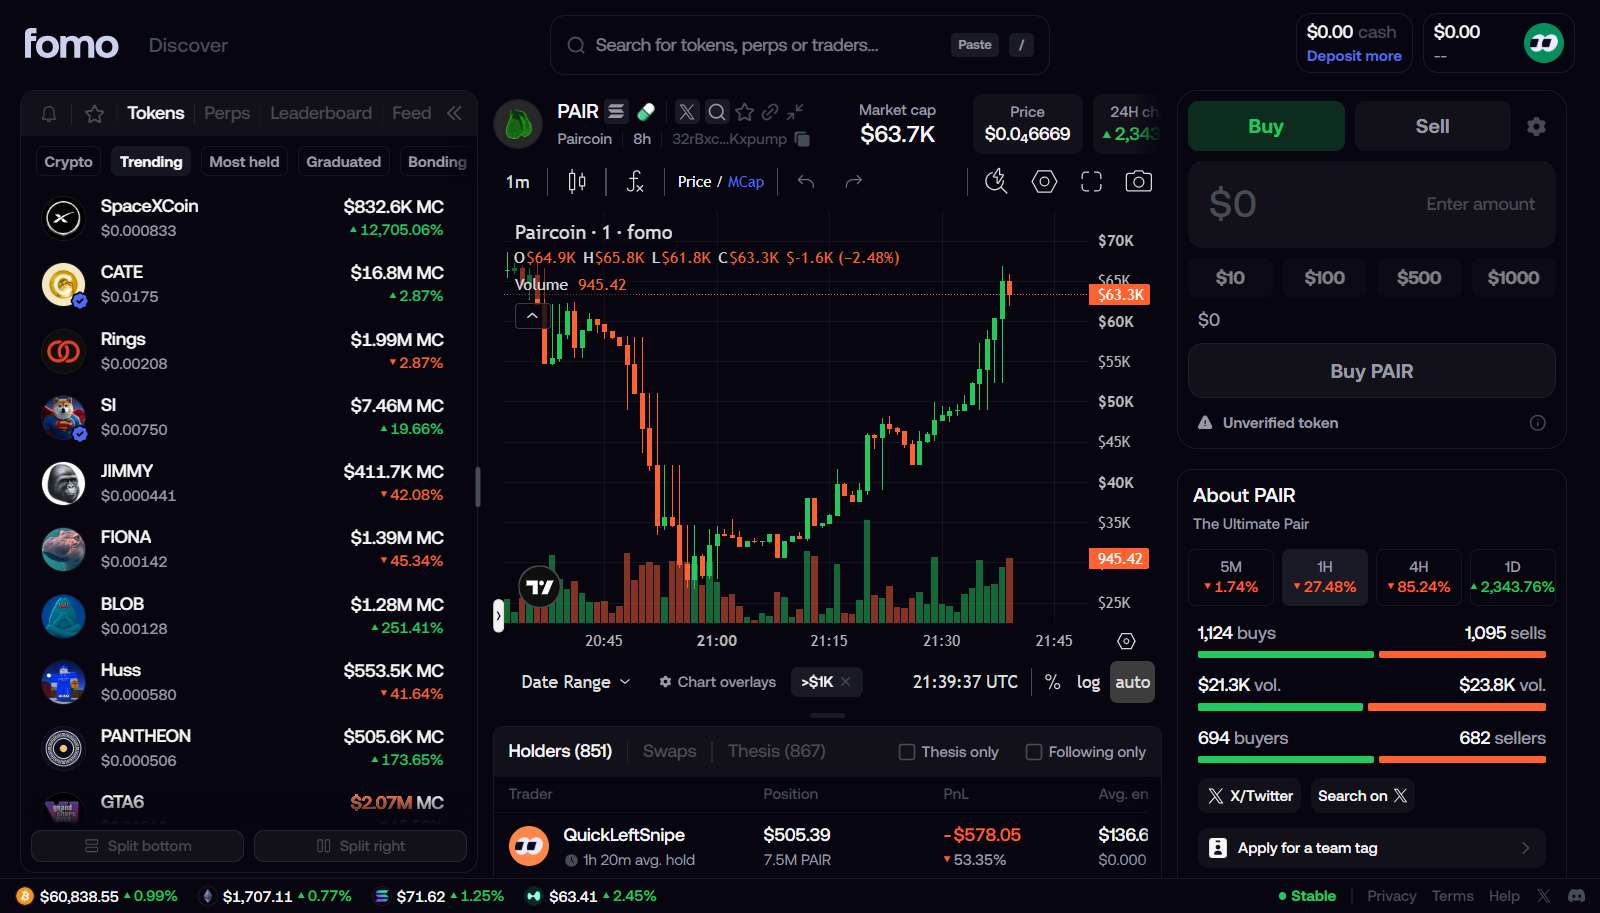 fomo
Discover
Search for tokens, perps or traders...
Paste
/
$0.00 cash
Deposit more
$0.00
--
Tokens
Perps
Leaderboard
Feed
Crypto
Trending
Most held
Graduated
Bonding
SpaceXCoin $832.6K MC
$0.000833 12,705.06%
CATE $16.8M MC
$0.0175 2.87%
Rings $1.99M MC
$0.00208 2.87%
SI $7.46M MC
$0.00750 19.66%
JIMMY $411.7K MC
$0.000441 42.08%
FIONA $1.39M MC
$0.00142 45.34%
BLOB $1.28M MC
$0.00128 251.41%
Huss $553.5K MC
$0.000580 41.64%
PANTHEON $505.6K MC
$0.000506 173.65%
GTA6 $2.07M MC
Split bottom
Split right
PAIR
Paircoin 8h 32rBxc...Kxpump
Market cap
$63.7K
Price
$0.0₄6669
24H ch
2,343
1m
Price / MCap
Paircoin · 1 · fomo
O$64.9K H$65.8K L$61.8K C$63.3K $-1.6K (−2.48%)
Volume 945.42
$70K
$65K
$63.3K
$60K
$55K
$50K
$45K
$40K
$35K
945.42
$25K
20:45 21:00 21:15 21:30 21:45
Date Range
Chart overlays
>$1K
21:39:37 UTC
%
log
auto
Holders (851)
Swaps
Thesis (867)
Thesis only
Following only
Trader Position PnL Avg. en
QuickLeftSnipe $505.39 -$578.05 $136.6
1h 20m avg. hold 7.5M PAIR 53.35% $0.000
Buy
Sell
$0 Enter amount
$10 $100 $500 $1000
$0
Buy PAIR
Unverified token
About PAIR
The Ultimate Pair
5M 1H 4H 1D
1.74% 27.48% 85.24% 2,343.76%
1,124 buys 1,095 sells
$21.3K vol. $23.8K vol.
694 buyers 682 sellers
X/Twitter
Search on X
Apply for a team tag
$60,838.55 0.99%
$1,707.11 0.77%
$71.62 1.25%
$63.41 2.45%
Stable
Privacy
Terms
Help